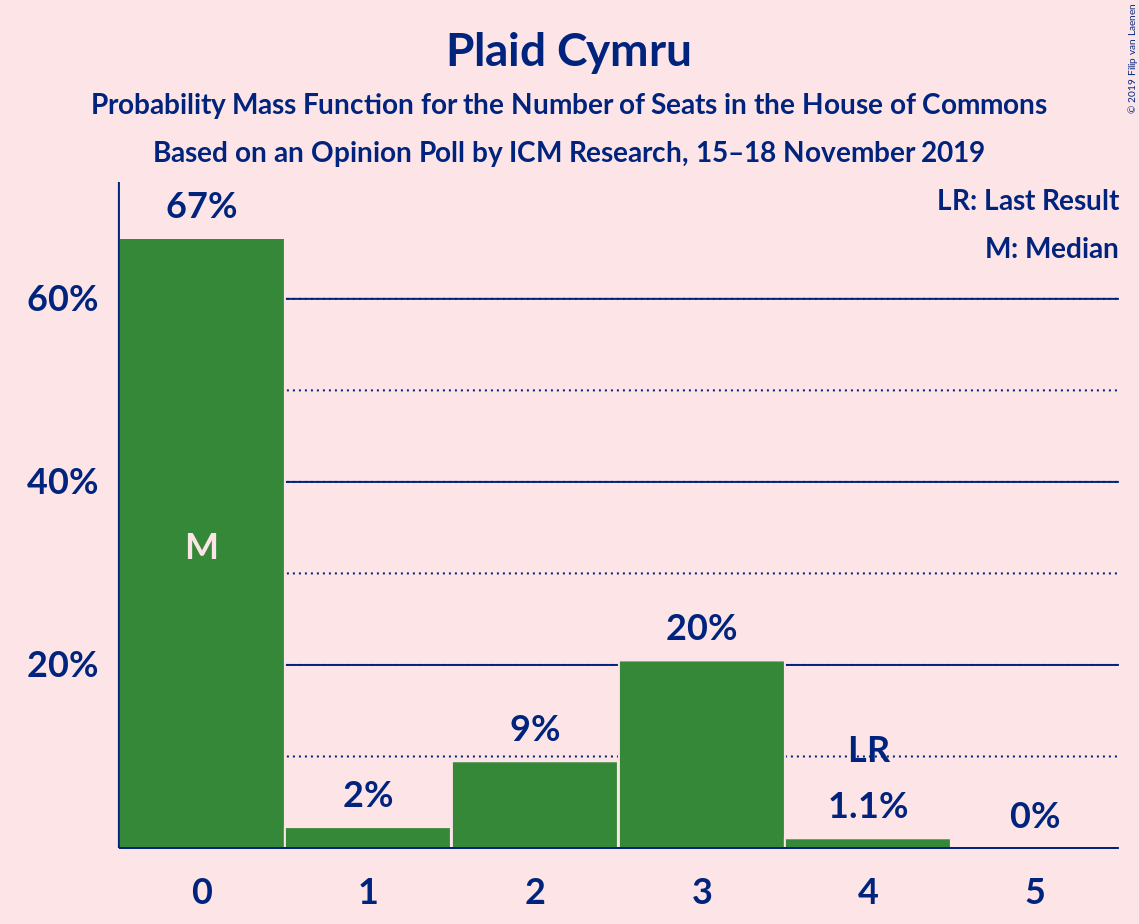 Plaid Cymru
Probability Mass Function for the Number of Seats in the House of Commons
Based on an Opinion Poll by ICM Research, 15–18 November 2019
© 2019 Filip van Laenen
LR: Last Result
M: Median
67%
60%
40%
M
20%
20%
9%
LR
2%
1.1%
0%
0 1 2 3 4 5